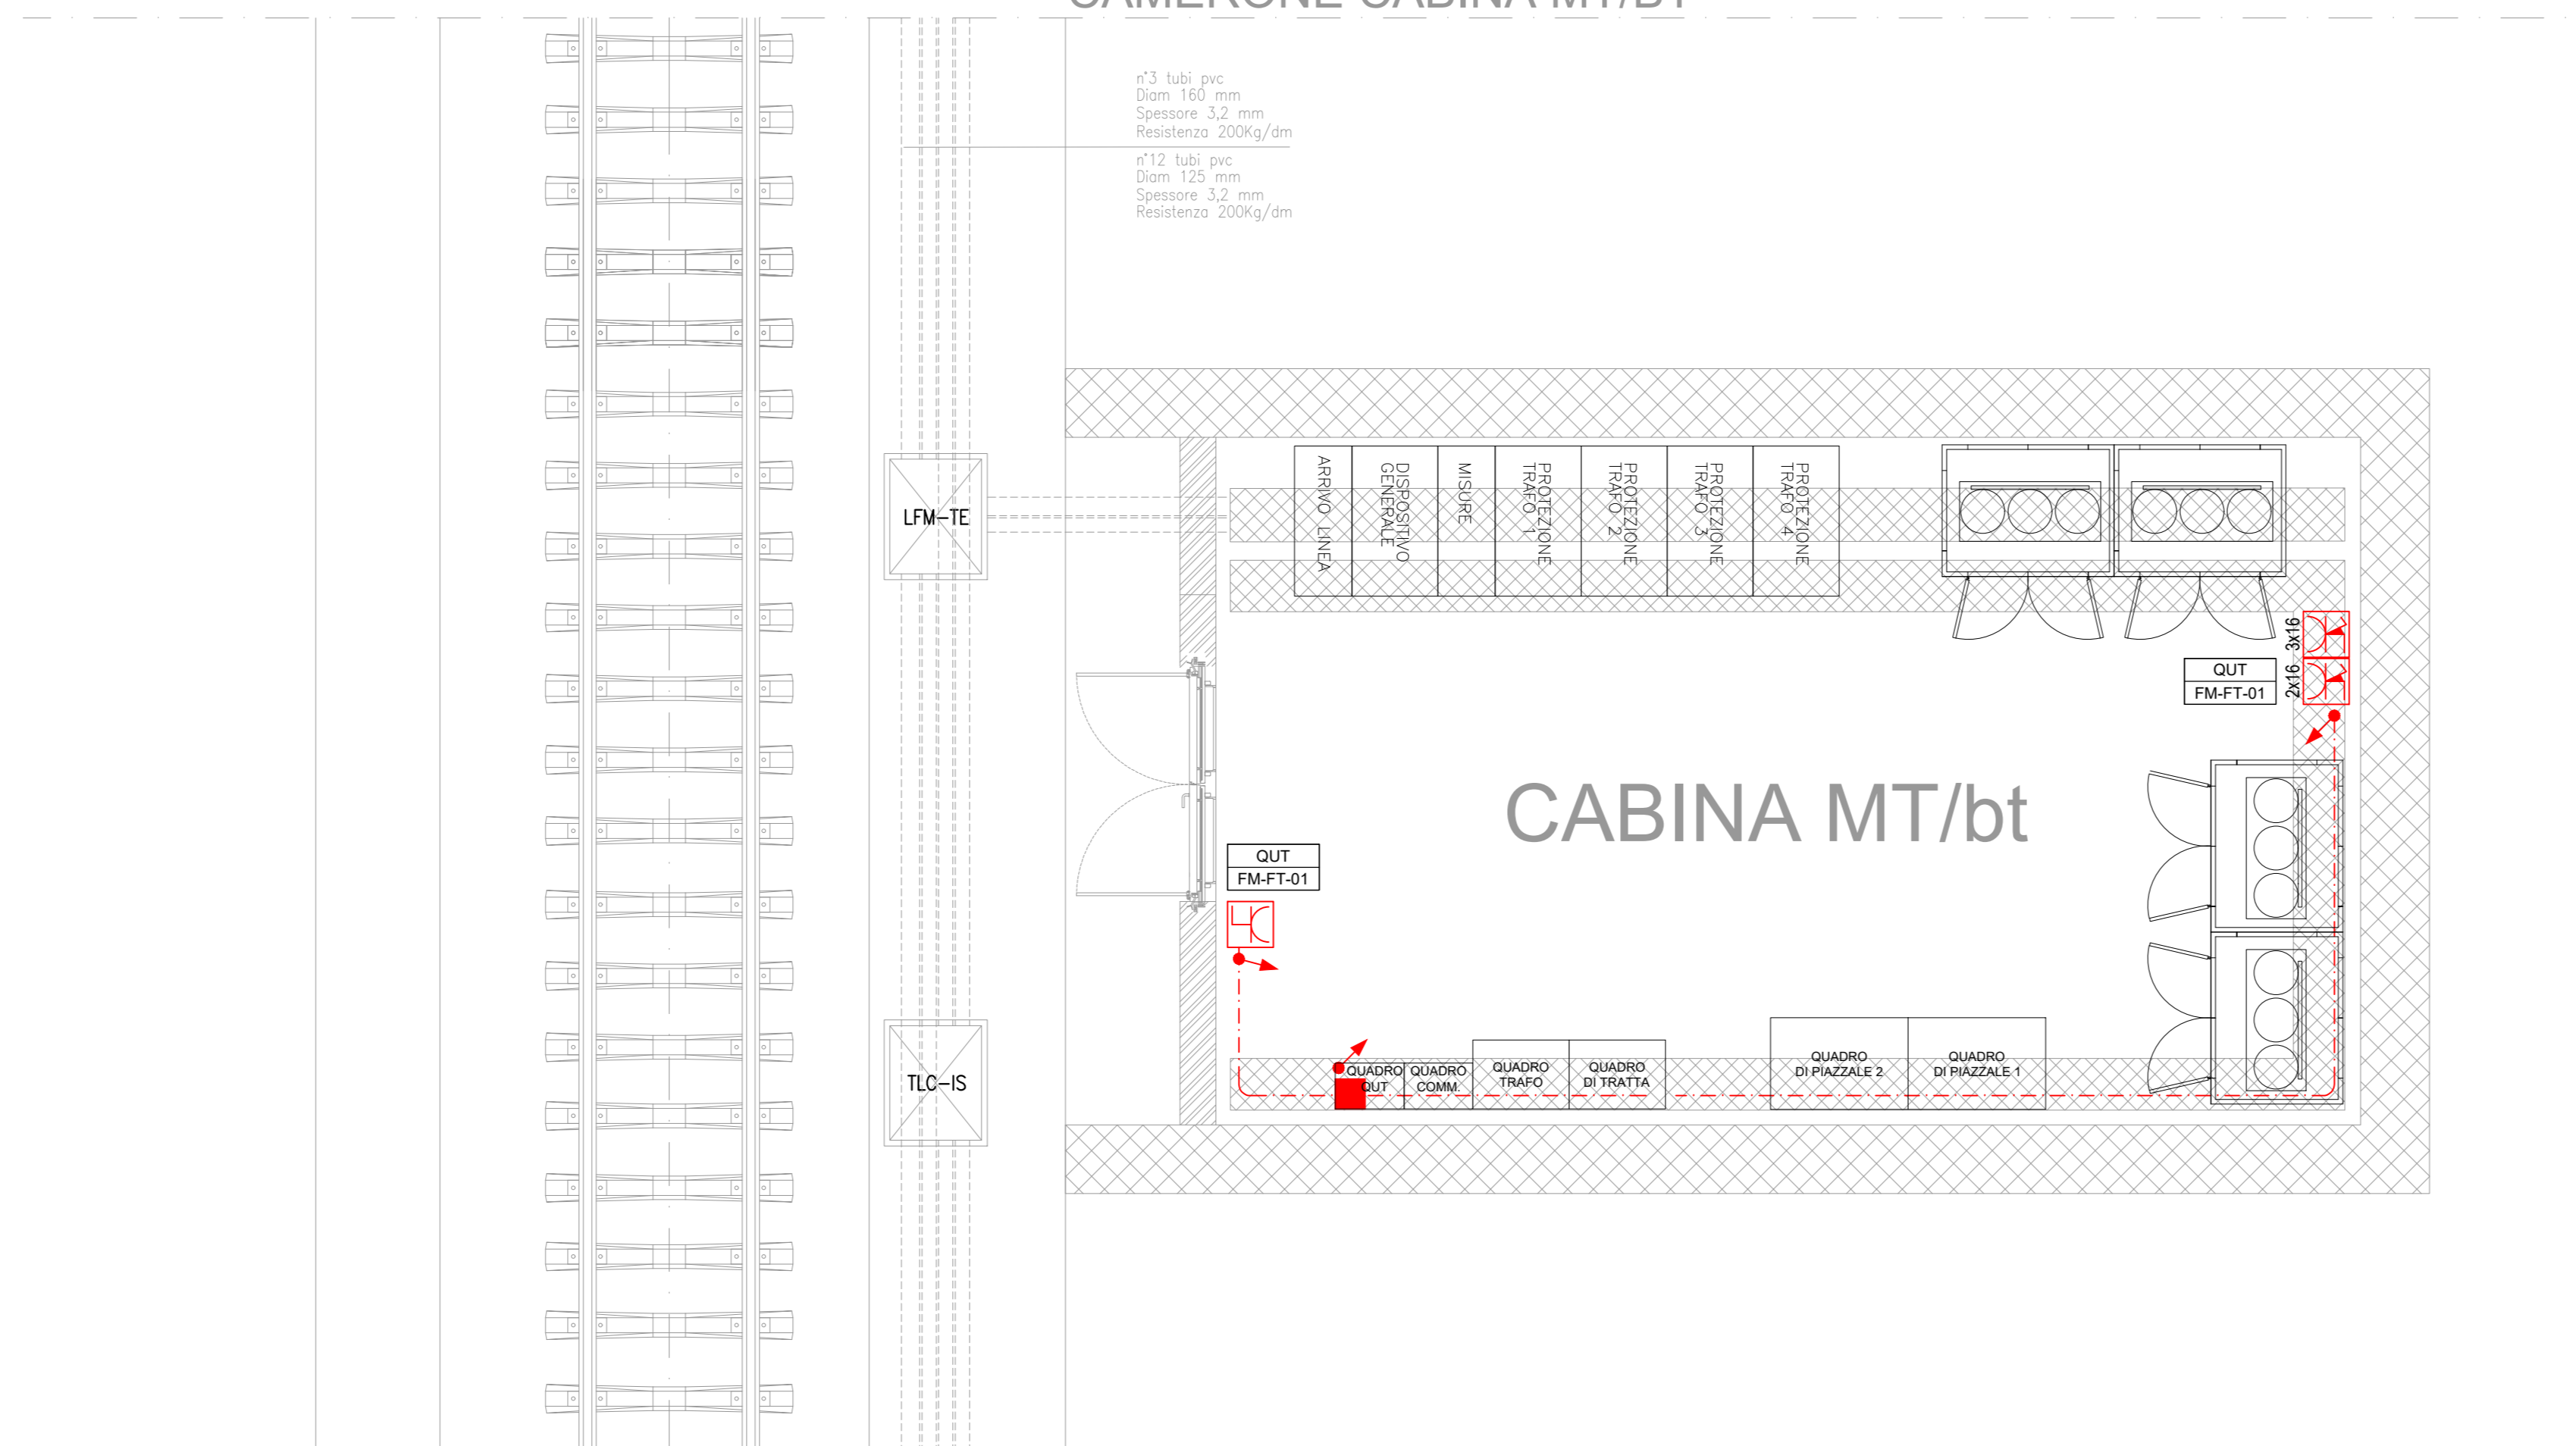 CAMERONE CABINA MT/BT
n°3 tubi pvc
Diam 160 mm
Spessore 3,2 mm
Resistenza 200Kg/dm
n°12 tubi pvc
Diam 125 mm
Spessore 3,2 mm
Resistenza 200Kg/dm
LFM-TE
ARRIVO LINEA
DISPOSITIVO
GENERALE
MISURE
PROTEZIONE
TRAFO 1
PROTEZIONE
TRAFO 2
PROTEZIONE
TRAFO 3
PROTEZIONE
TRAFO 4
3x16
2x16
QUT
FM-FT-01
CABINA MT/bt
QUT
FM-FT-01
TLC-IS
QUADRO
QUT
QUADRO
COMM.
QUADRO
TRAFO
QUADRO
DI TRATTA
QUADRO
DI PIAZZALE 2
QUADRO
DI PIAZZALE 1